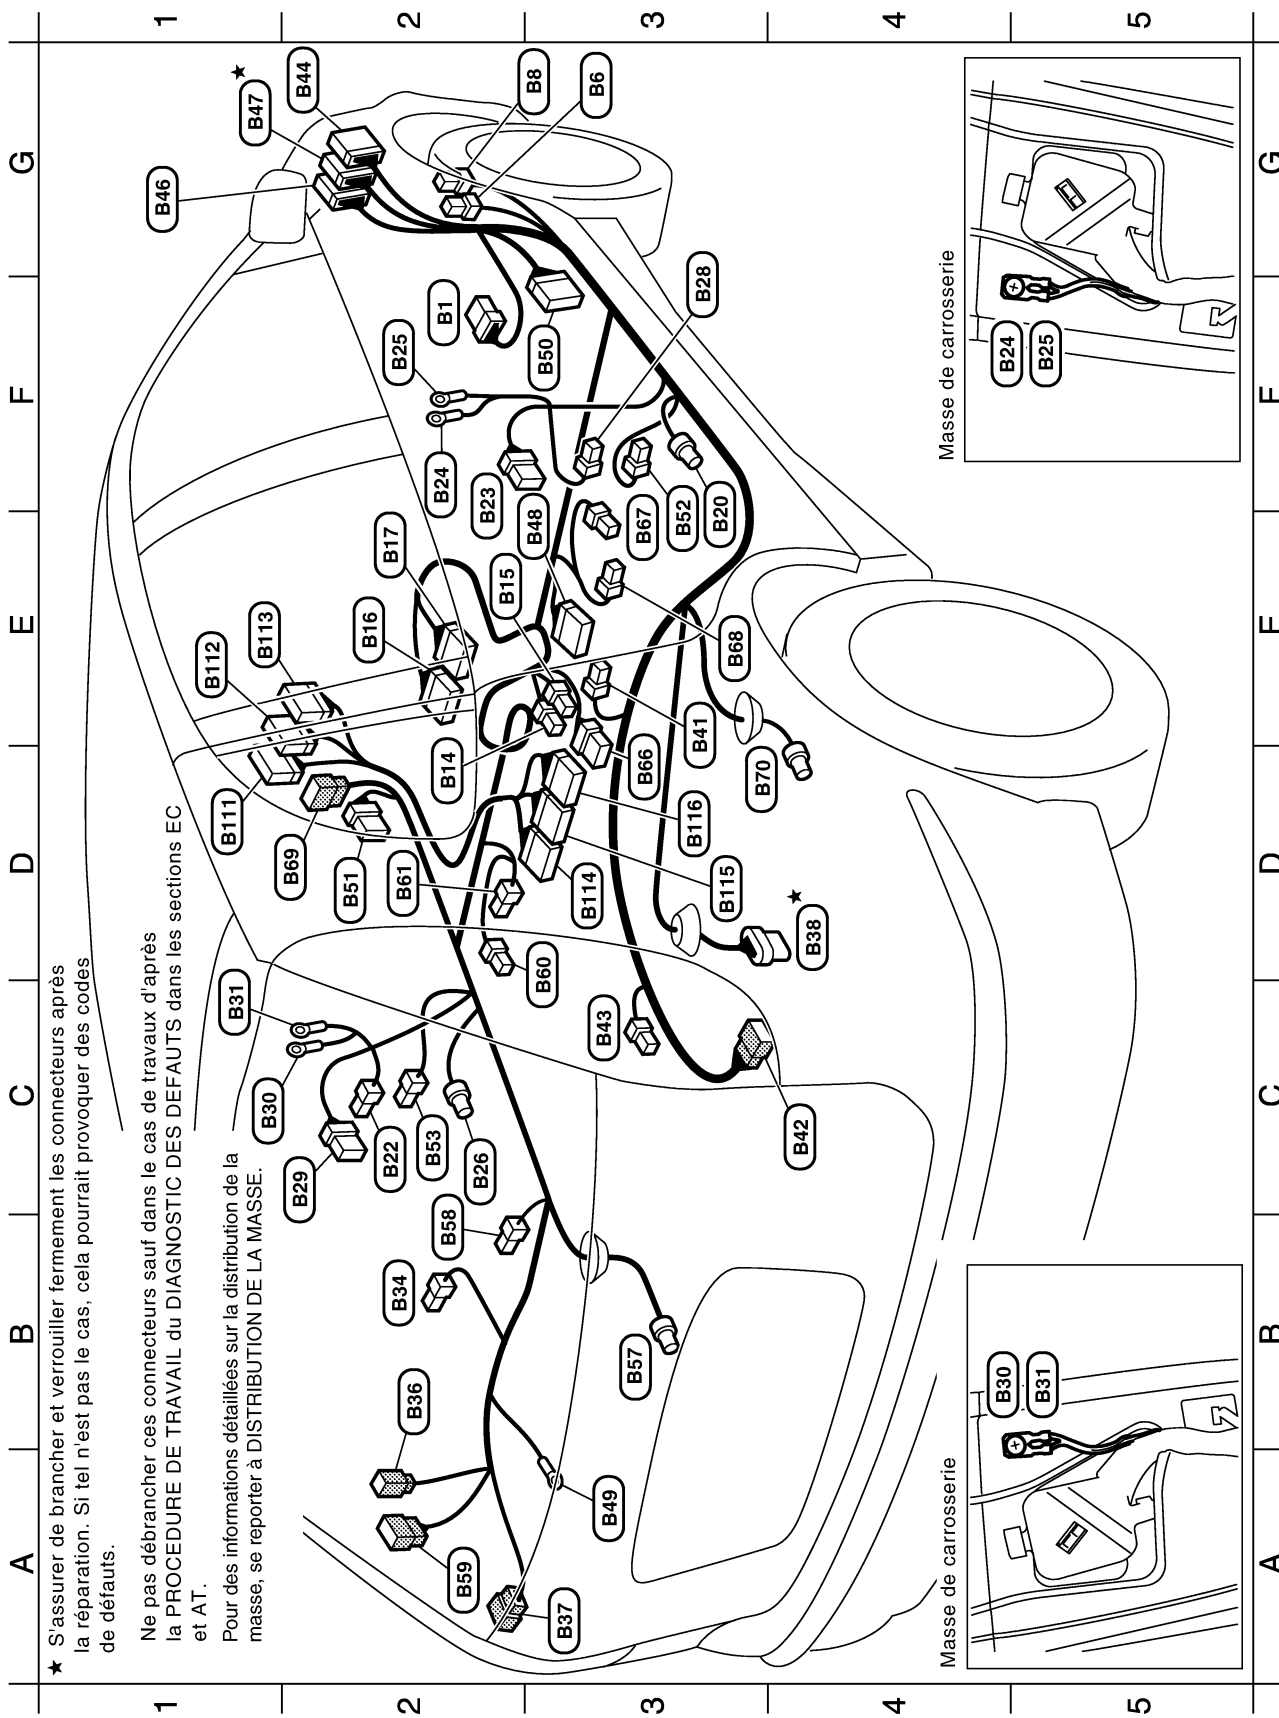 ★ S'assurer de brancher et verrouiller fermement les connecteurs après
la réparation. Si tel n'est pas le cas, cela pourrait provoquer des codes
de défauts.
Ne pas débrancher ces connecteurs sauf dans le cas de travaux d'après
la PROCEDURE DE TRAVAIL du DIAGNOSTIC DES DEFAUTS dans les sections EC
et AT.
Pour des informations détaillées sur la distribution de la
masse, se reporter à DISTRIBUTION DE LA MASSE.
A
B
C
D
E
F
G
1
1
2
2
3
3
4
4
5
5
B46
B47 ★
B44
B8
B6
B1
B25
B50
B28
B24
B23
B48
B67
B52
B20
B17
B15
B16
B113
B112
B68
B41
B14
B66
B70
B111
B116
B69
B51
B61
B114
B115
B38 ★
B60
B31
B30
B43
B42
B29
B22
B53
B26
B58
B34
B57
B36
B49
B59
B37
Masse de carrosserie
B30
B31
Masse de carrosserie
B24
B25
A
B
C
D
E
F
G